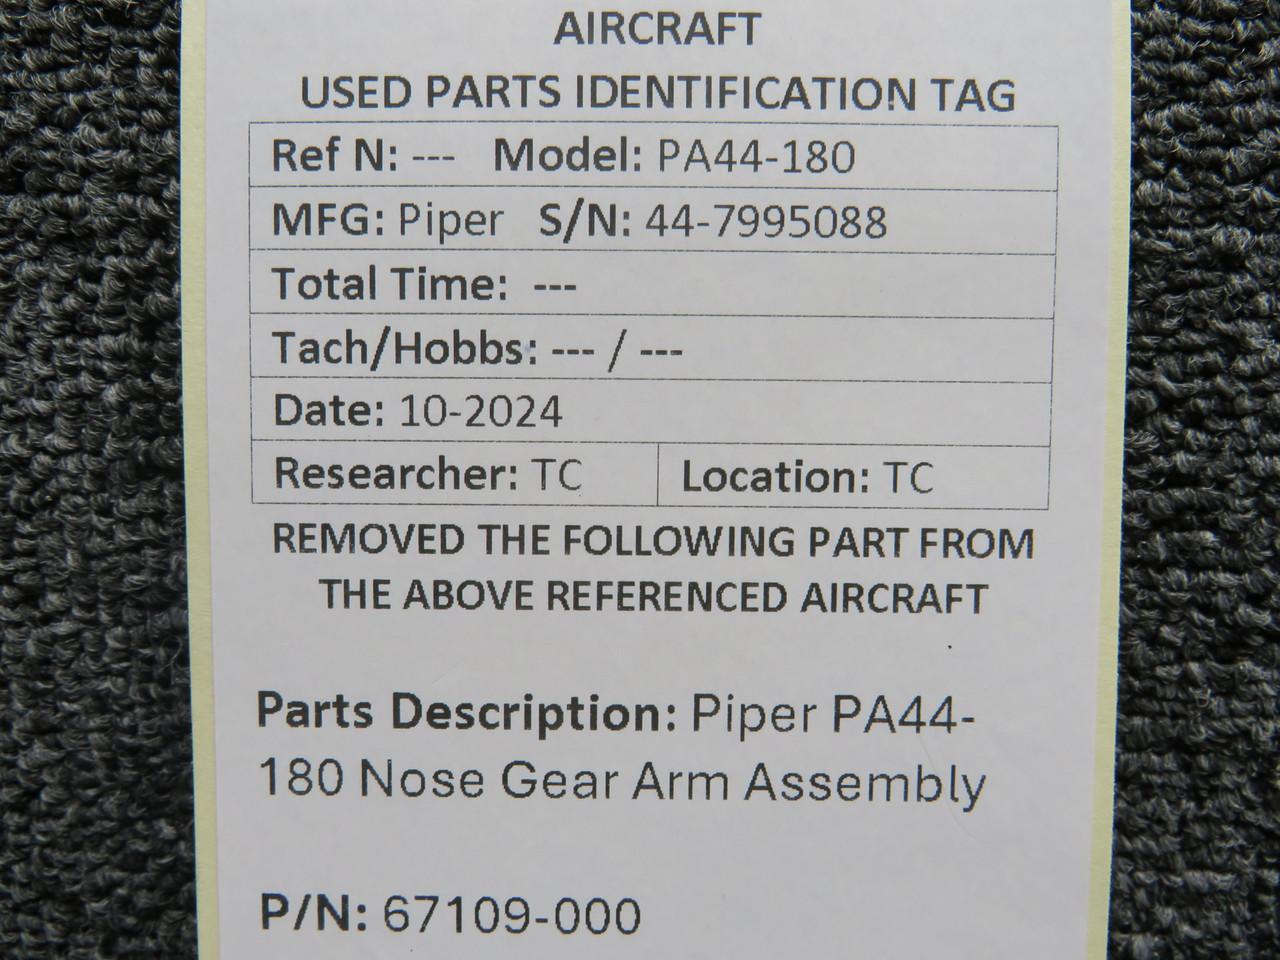 AIRCRAFT
USED PARTS IDENTIFICATION TAG
Ref N: --- Model: PA44-180
MFG: Piper S/N: 44-7995088
Total Time: ---
Tach/Hobbs: --- / ---
Date: 10-2024
Researcher: TC Location: TC
REMOVED THE FOLLOWING PART FROM
THE ABOVE REFERENCED AIRCRAFT
Parts Description: Piper PA44-
180 Nose Gear Arm Assembly
P/N: 67109-000